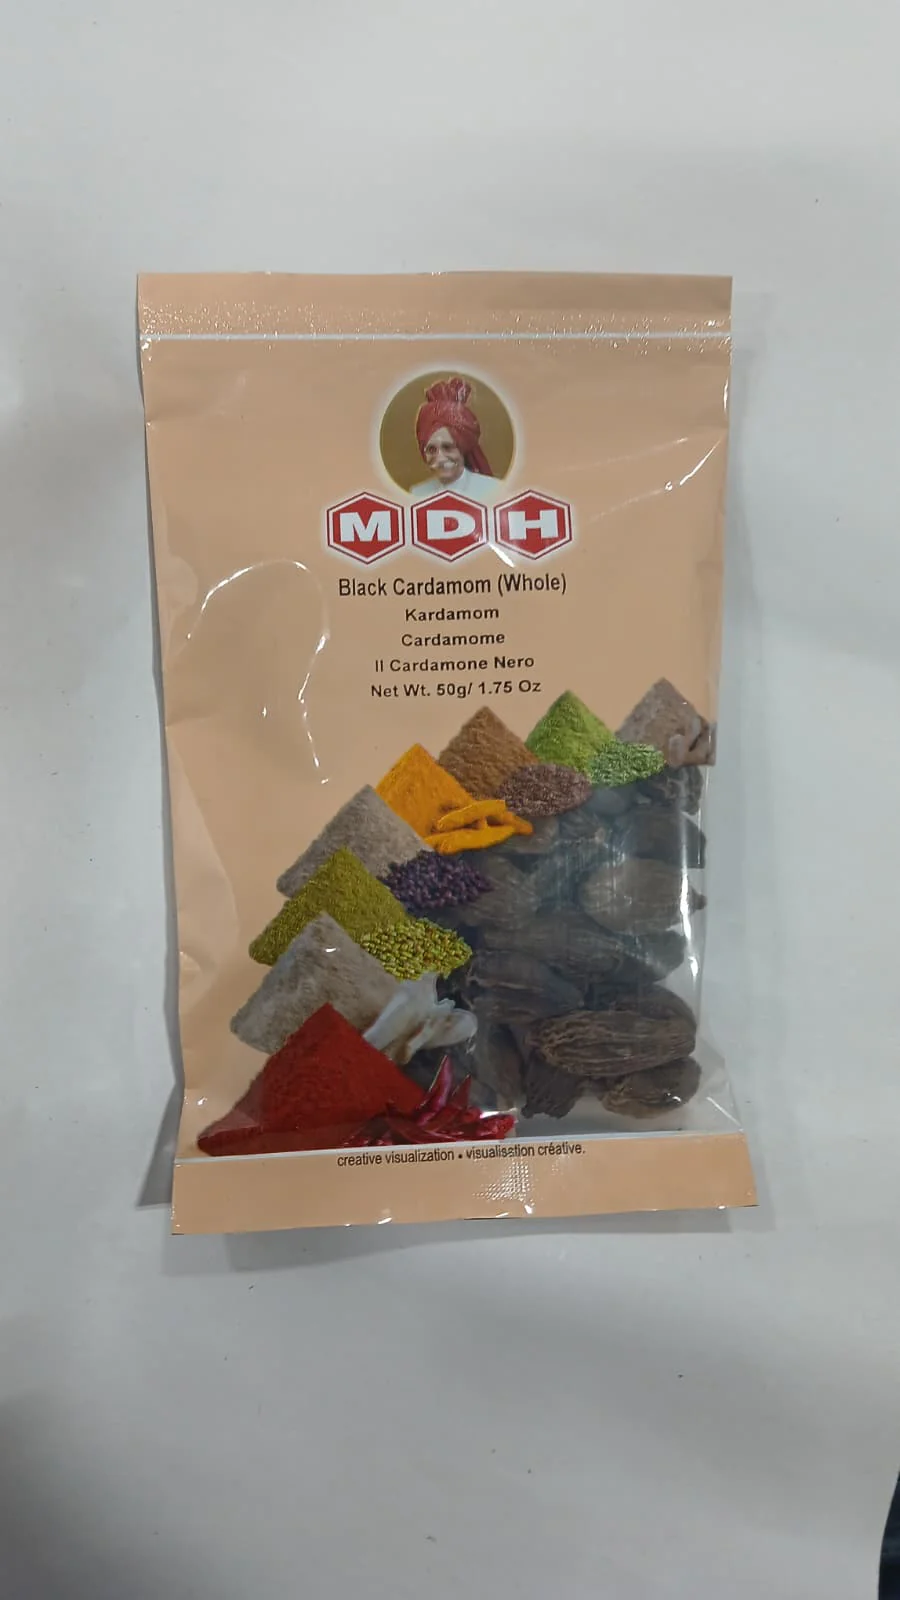 MDH
Black Cardamom (Whole)
Kardamom
Cardamome
Il Cardamone Nero
Net Wt. 50g/ 1.75 Oz
creative visualization • visualisation créative.